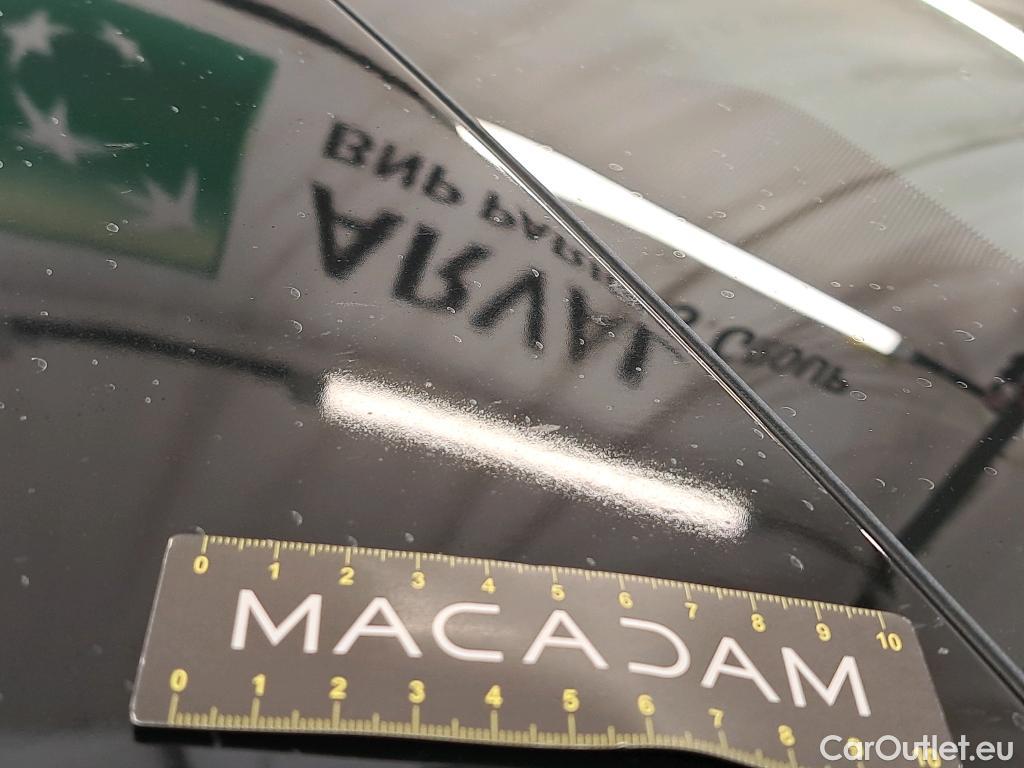 BNP PARIBAS GROUP
ARVAL
0 1 2 3 4 5 6 7 8 9 10
MACADAM
0 1 2 3 4 5 6 7 8 9 10
CarOutlet.eu